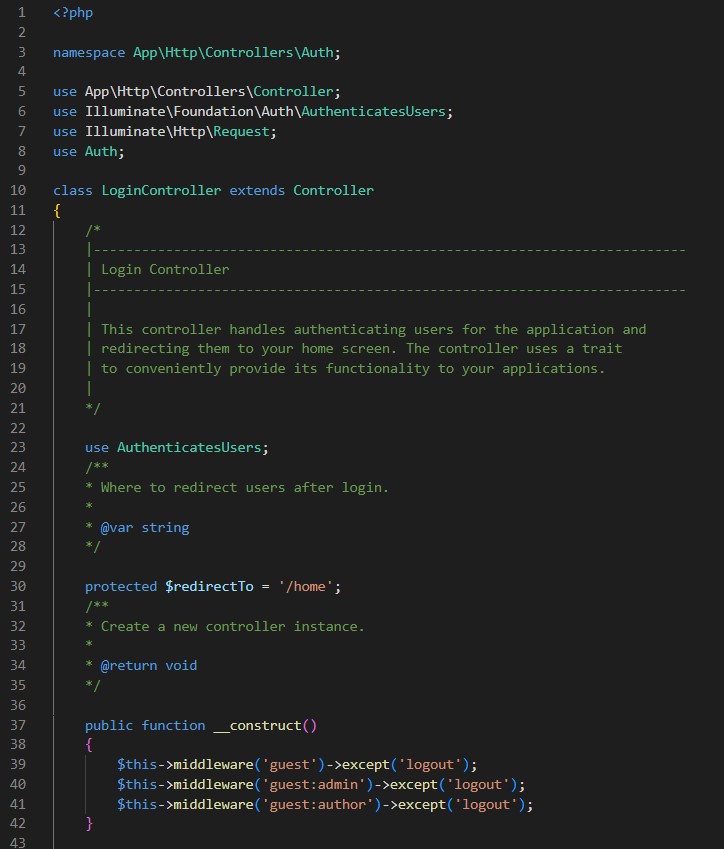 1 <?php
2
3 namespace App\Http\Controllers\Auth;
4
5 use App\Http\Controllers\Controller;
6 use Illuminate\Foundation\Auth\AuthenticatesUsers;
7 use Illuminate\Http\Request;
8 use Auth;
9
10 class LoginController extends Controller
11 {
12     /*
13     |--------------------------------------------------------------------------
14     | Login Controller
15     |--------------------------------------------------------------------------
16     |
17     | This controller handles authenticating users for the application and
18     | redirecting them to your home screen. The controller uses a trait
19     | to conveniently provide its functionality to your applications.
20     |
21     */
22
23     use AuthenticatesUsers;
24     /**
25     * Where to redirect users after login.
26     *
27     * @var string
28     */
29
30     protected $redirectTo = '/home';
31     /**
32     * Create a new controller instance.
33     *
34     * @return void
35     */
36
37     public function __construct()
38     {
39         $this->middleware('guest')->except('logout');
40         $this->middleware('guest:admin')->except('logout');
41         $this->middleware('guest:author')->except('logout');
42     }
43